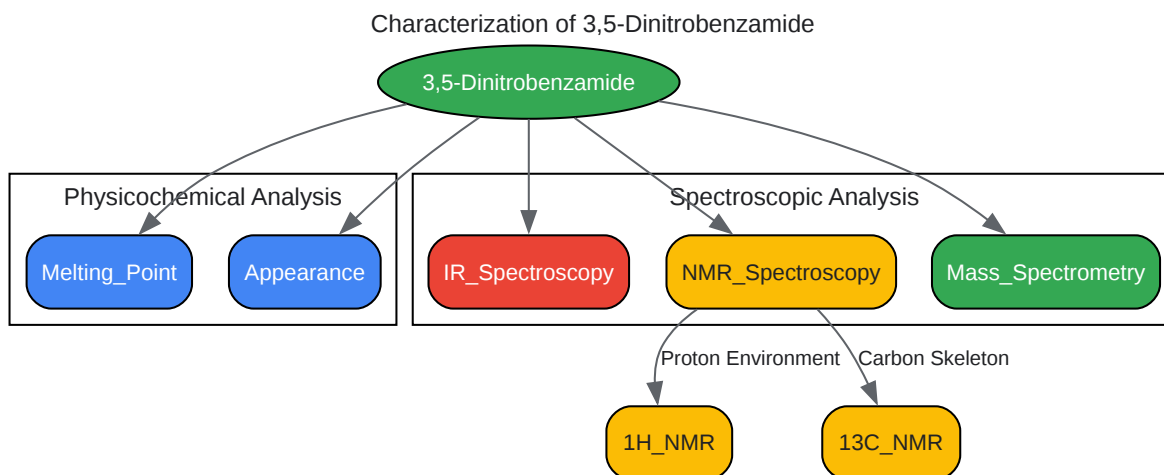 Characterization of 3,5-Dinitrobenzamide
3,5-Dinitrobenzamide
Physicochemical Analysis
Spectroscopic Analysis
Melting_Point
Appearance
IR_Spectroscopy
NMR_Spectroscopy
Mass_Spectrometry
Proton Environment
Carbon Skeleton
1H_NMR
13C_NMR